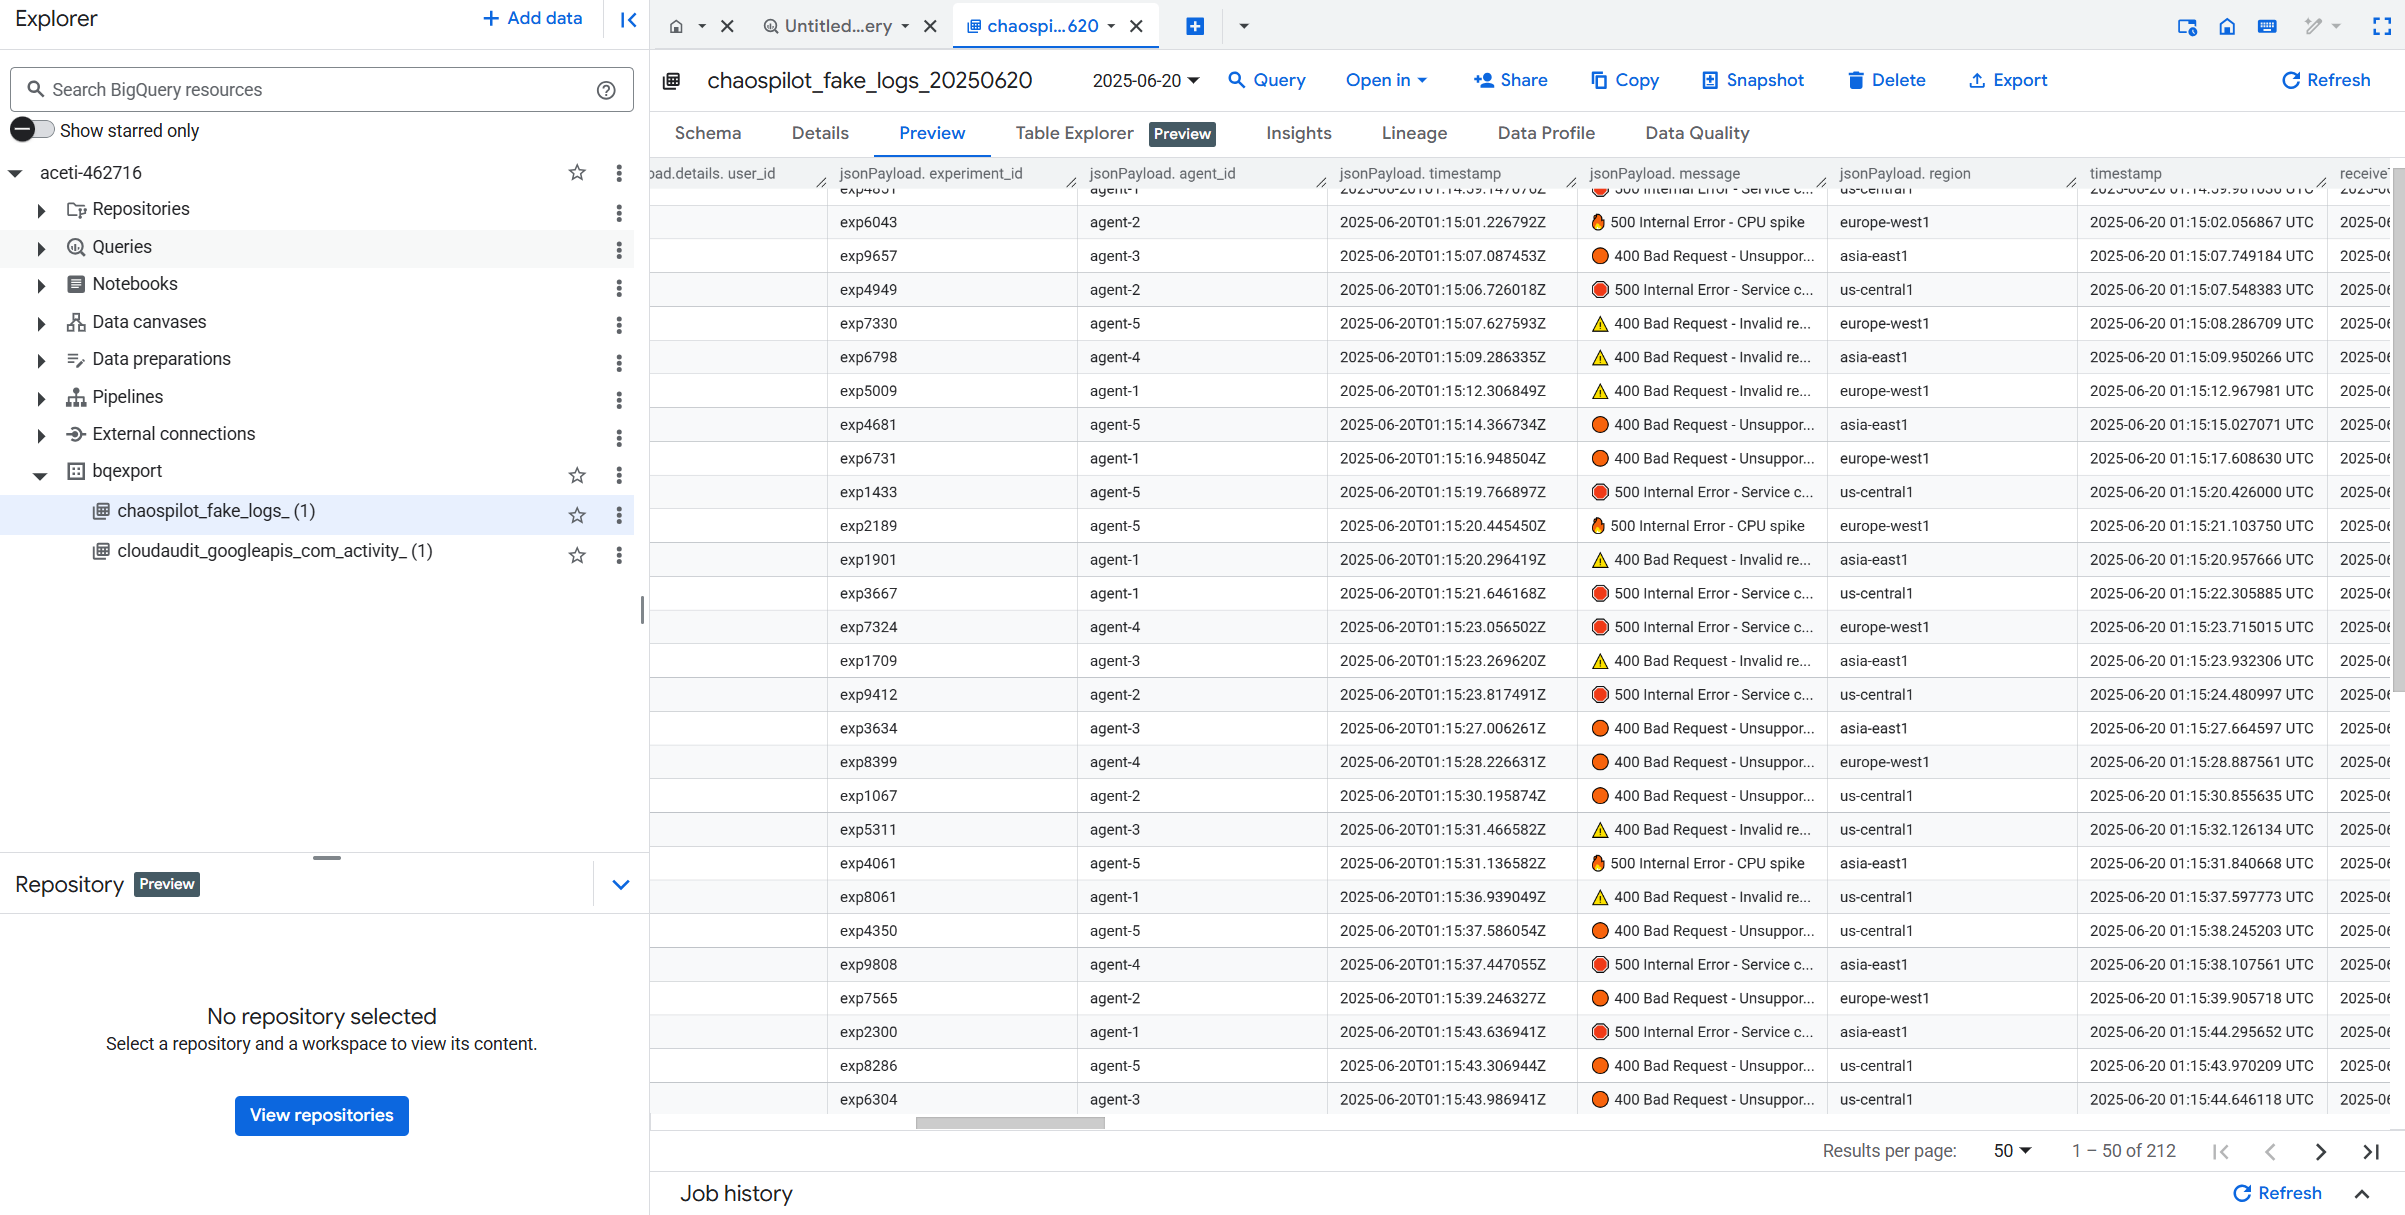 Explorer
Add data
Search BigQuery resources
Show starred only
aceti-462716
Repositories
Queries
Notebooks
Data canvases
Data preparations
Pipelines
External connections
bqexport
chaospilot_fake_logs_ (1)
cloudaudit_googleapis_com_activity_ (1)
Repository Preview
No repository selected
Select a repository and a workspace to view its content.
View repositories
Untitled...ery
chaospi...620
chaospilot_fake_logs_20250620 2025-06-20 Query Open in Share Copy Snapshot Delete Export Refresh
Schema Details Preview Table Explorer Preview Insights Lineage Data Profile Data Quality
oad.details. user_id jsonPayload. experiment_id jsonPayload. agent_id jsonPayload. timestamp jsonPayload. message jsonPayload. region timestamp receive
exp4851 agent-1 500 Internal Error - Service c... us-central1
exp6043 agent-2 2025-06-20T01:15:01.226792Z 🔥 500 Internal Error - CPU spike europe-west1 2025-06-20 01:15:02.056867 UTC 2025-06
exp9657 agent-3 2025-06-20T01:15:07.087453Z 🟠 400 Bad Request - Unsuppor... asia-east1 2025-06-20 01:15:07.749184 UTC 2025-06
exp4949 agent-2 2025-06-20T01:15:06.726018Z 🛑 500 Internal Error - Service c... us-central1 2025-06-20 01:15:07.548383 UTC 2025-06
exp7330 agent-5 2025-06-20T01:15:07.627593Z ⚠️ 400 Bad Request - Invalid re... europe-west1 2025-06-20 01:15:08.286709 UTC 2025-06
exp6798 agent-4 2025-06-20T01:15:09.286335Z ⚠️ 400 Bad Request - Invalid re... asia-east1 2025-06-20 01:15:09.950266 UTC 2025-06
exp5009 agent-1 2025-06-20T01:15:12.306849Z ⚠️ 400 Bad Request - Invalid re... europe-west1 2025-06-20 01:15:12.967981 UTC 2025-06
exp4681 agent-5 2025-06-20T01:15:14.366734Z 🟠 400 Bad Request - Unsuppor... asia-east1 2025-06-20 01:15:15.027071 UTC 2025-06
exp6731 agent-1 2025-06-20T01:15:16.948504Z 🟠 400 Bad Request - Unsuppor... europe-west1 2025-06-20 01:15:17.608630 UTC 2025-06
exp1433 agent-5 2025-06-20T01:15:19.766897Z 🛑 500 Internal Error - Service c... us-central1 2025-06-20 01:15:20.426000 UTC 2025-06
exp2189 agent-5 2025-06-20T01:15:20.445450Z 🔥 500 Internal Error - CPU spike europe-west1 2025-06-20 01:15:21.103750 UTC 2025-06
exp1901 agent-1 2025-06-20T01:15:20.296419Z ⚠️ 400 Bad Request - Invalid re... asia-east1 2025-06-20 01:15:20.957666 UTC 2025-06
exp3667 agent-1 2025-06-20T01:15:21.646168Z 🛑 500 Internal Error - Service c... us-central1 2025-06-20 01:15:22.305885 UTC 2025-06
exp7324 agent-4 2025-06-20T01:15:23.056502Z 🛑 500 Internal Error - Service c... europe-west1 2025-06-20 01:15:23.715015 UTC 2025-06
exp1709 agent-3 2025-06-20T01:15:23.269620Z ⚠️ 400 Bad Request - Invalid re... asia-east1 2025-06-20 01:15:23.932306 UTC 2025-06
exp9412 agent-2 2025-06-20T01:15:23.817491Z 🛑 500 Internal Error - Service c... us-central1 2025-06-20 01:15:24.480997 UTC 2025-06
exp3634 agent-3 2025-06-20T01:15:27.006261Z 🟠 400 Bad Request - Unsuppor... asia-east1 2025-06-20 01:15:27.664597 UTC 2025-06
exp8399 agent-4 2025-06-20T01:15:28.226631Z 🟠 400 Bad Request - Unsuppor... europe-west1 2025-06-20 01:15:28.887561 UTC 2025-06
exp1067 agent-2 2025-06-20T01:15:30.195874Z 🟠 400 Bad Request - Unsuppor... us-central1 2025-06-20 01:15:30.855635 UTC 2025-06
exp5311 agent-3 2025-06-20T01:15:31.466582Z ⚠️ 400 Bad Request - Invalid re... us-central1 2025-06-20 01:15:32.126134 UTC 2025-06
exp4061 agent-5 2025-06-20T01:15:31.136582Z 🔥 500 Internal Error - CPU spike asia-east1 2025-06-20 01:15:31.840668 UTC 2025-06
exp8061 agent-1 2025-06-20T01:15:36.939049Z ⚠️ 400 Bad Request - Invalid re... us-central1 2025-06-20 01:15:37.597773 UTC 2025-06
exp4350 agent-5 2025-06-20T01:15:37.586054Z 🟠 400 Bad Request - Unsuppor... us-central1 2025-06-20 01:15:38.245203 UTC 2025-06
exp9808 agent-4 2025-06-20T01:15:37.447055Z 🛑 500 Internal Error - Service c... asia-east1 2025-06-20 01:15:38.107561 UTC 2025-06
exp7565 agent-2 2025-06-20T01:15:39.246327Z 🟠 400 Bad Request - Unsuppor... europe-west1 2025-06-20 01:15:39.905718 UTC 2025-06
exp2300 agent-1 2025-06-20T01:15:43.636941Z 🛑 500 Internal Error - Service c... asia-east1 2025-06-20 01:15:44.295652 UTC 2025-06
exp8286 agent-5 2025-06-20T01:15:43.306944Z 🟠 400 Bad Request - Unsuppor... us-central1 2025-06-20 01:15:43.970209 UTC 2025-06
exp6304 agent-3 2025-06-20T01:15:43.986941Z 🟠 400 Bad Request - Unsuppor... us-central1 2025-06-20 01:15:44.646118 UTC 2025-06
Results per page: 50 1 – 50 of 212
Job history Refresh